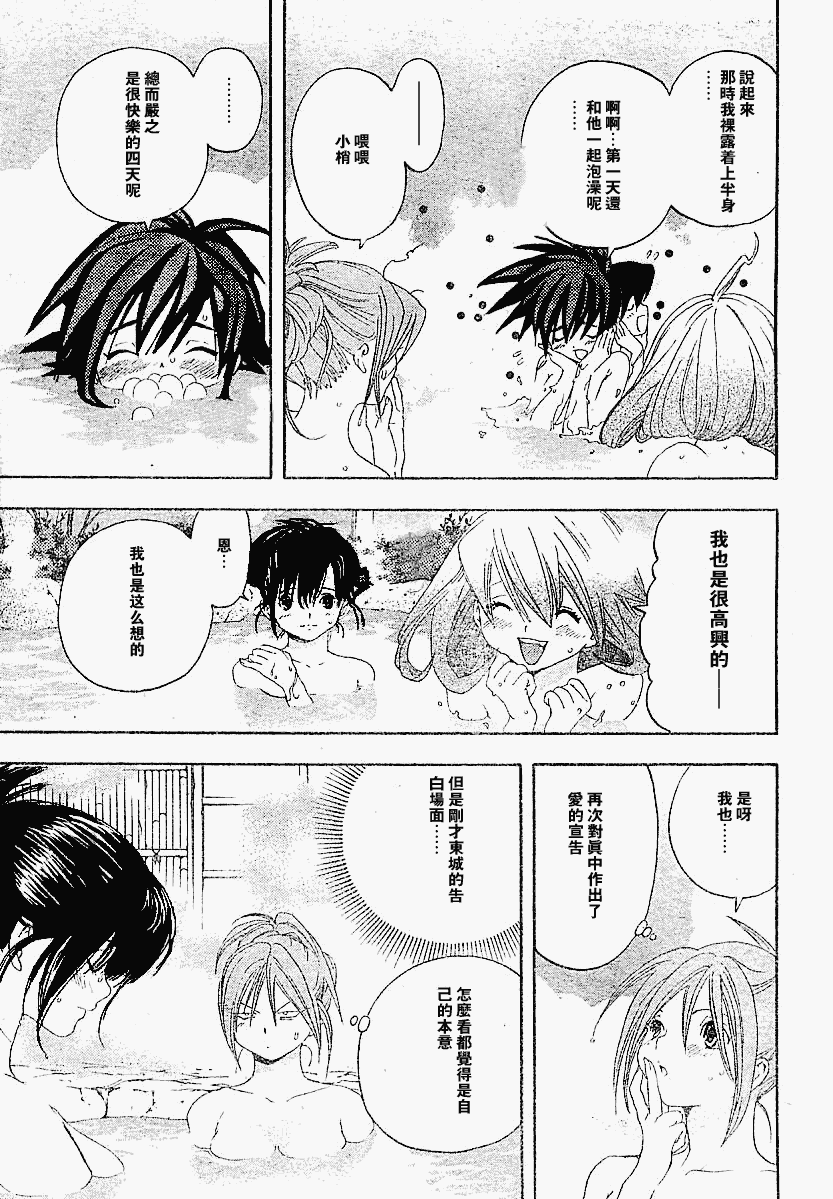 說起來
那時我裸露着上半身
……
啊啊…第一天還
和他一起泡澡呢
……
——
喂喂
小梢
……
總而嚴之
是很快樂的四天呢
我也是很高興的——
恩…
我也是这么想的
是呀
我也……
再次對眞中作出了
愛的宣告
但是剛才東城的告
白場面……
怎麼看都覺得是自
己的本意